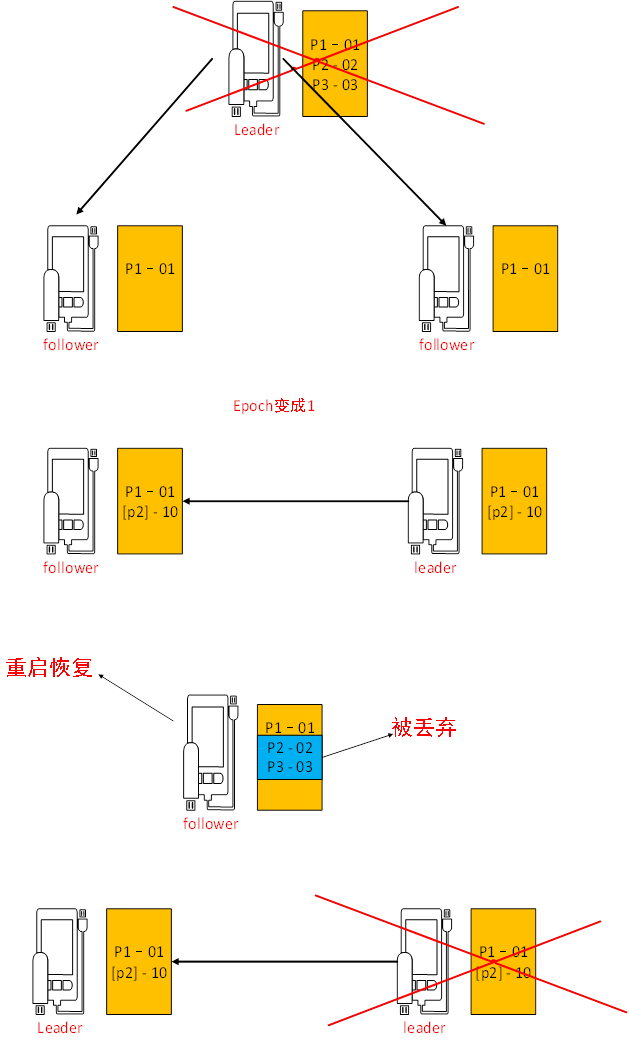 P1 – 01
P2 - 02
P3 - 03
Leader
P1 – 01
follower
P1 – 01
follower
Epoch变成1
P1 – 01
[p2] - 10
follower
P1 – 01
[p2] - 10
leader
重启恢复
P1 – 01
P2 - 02
P3 - 03
被丢弃
follower
P1 – 01
[p2] - 10
Leader
P1 – 01
[p2] - 10
leader